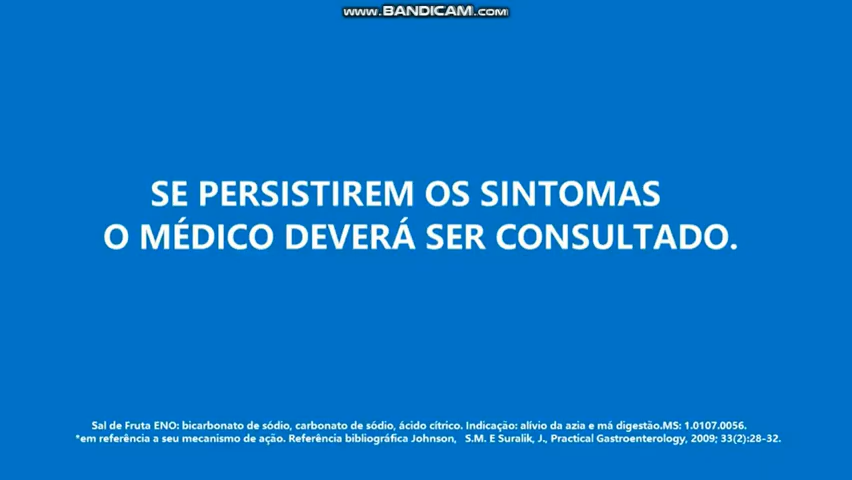 www.BANDICAM.com
SE PERSISTIREM OS SINTOMAS
O MÉDICO DEVERÁ SER CONSULTADO.
Sal de Fruta ENO: bicarbonato de sódio, carbonato de sódio, ácido cítrico. Indicação: alívio da azia e má digestão.MS: 1.0107.0056.
*em referência a seu mecanismo de ação. Referência bibliográfica Johnson, S.M. E Suralik, J., Practical Gastroenterology, 2009; 33(2):28-32.